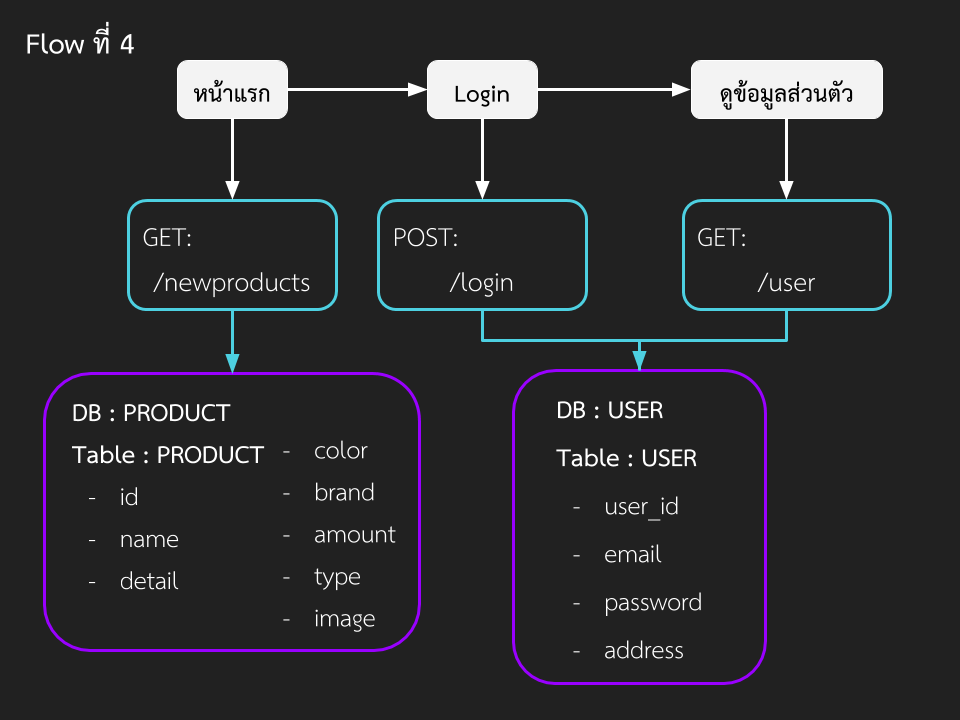 Flow ที่ 4
หน้าแรก
Login
ดูข้อมูลส่วนตัว
GET:
/newproducts
POST:
/login
GET:
/user
DB : PRODUCT
Table : PRODUCT
- id
- name
- detail
- color
- brand
- amount
- type
- image
DB : USER
Table : USER
- user_id
- email
- password
- address